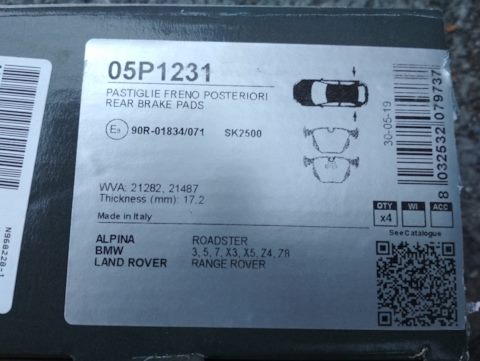 05P1231
PASTIGLIE FRENO POSTERIORI
REAR BRAKE PADS
90R-01834/071 SK2500
WVA: 21282, 21487
Thickness (mm): 17.2
Made in Italy
ALPINA ROADSTER
BMW 3, 5, 7, X3, X5, Z4, Z8
LAND ROVER RANGE ROVER
30-05-19
8 032532 079737
QTY WI ACC
x4
See Catalogue
N968228-1